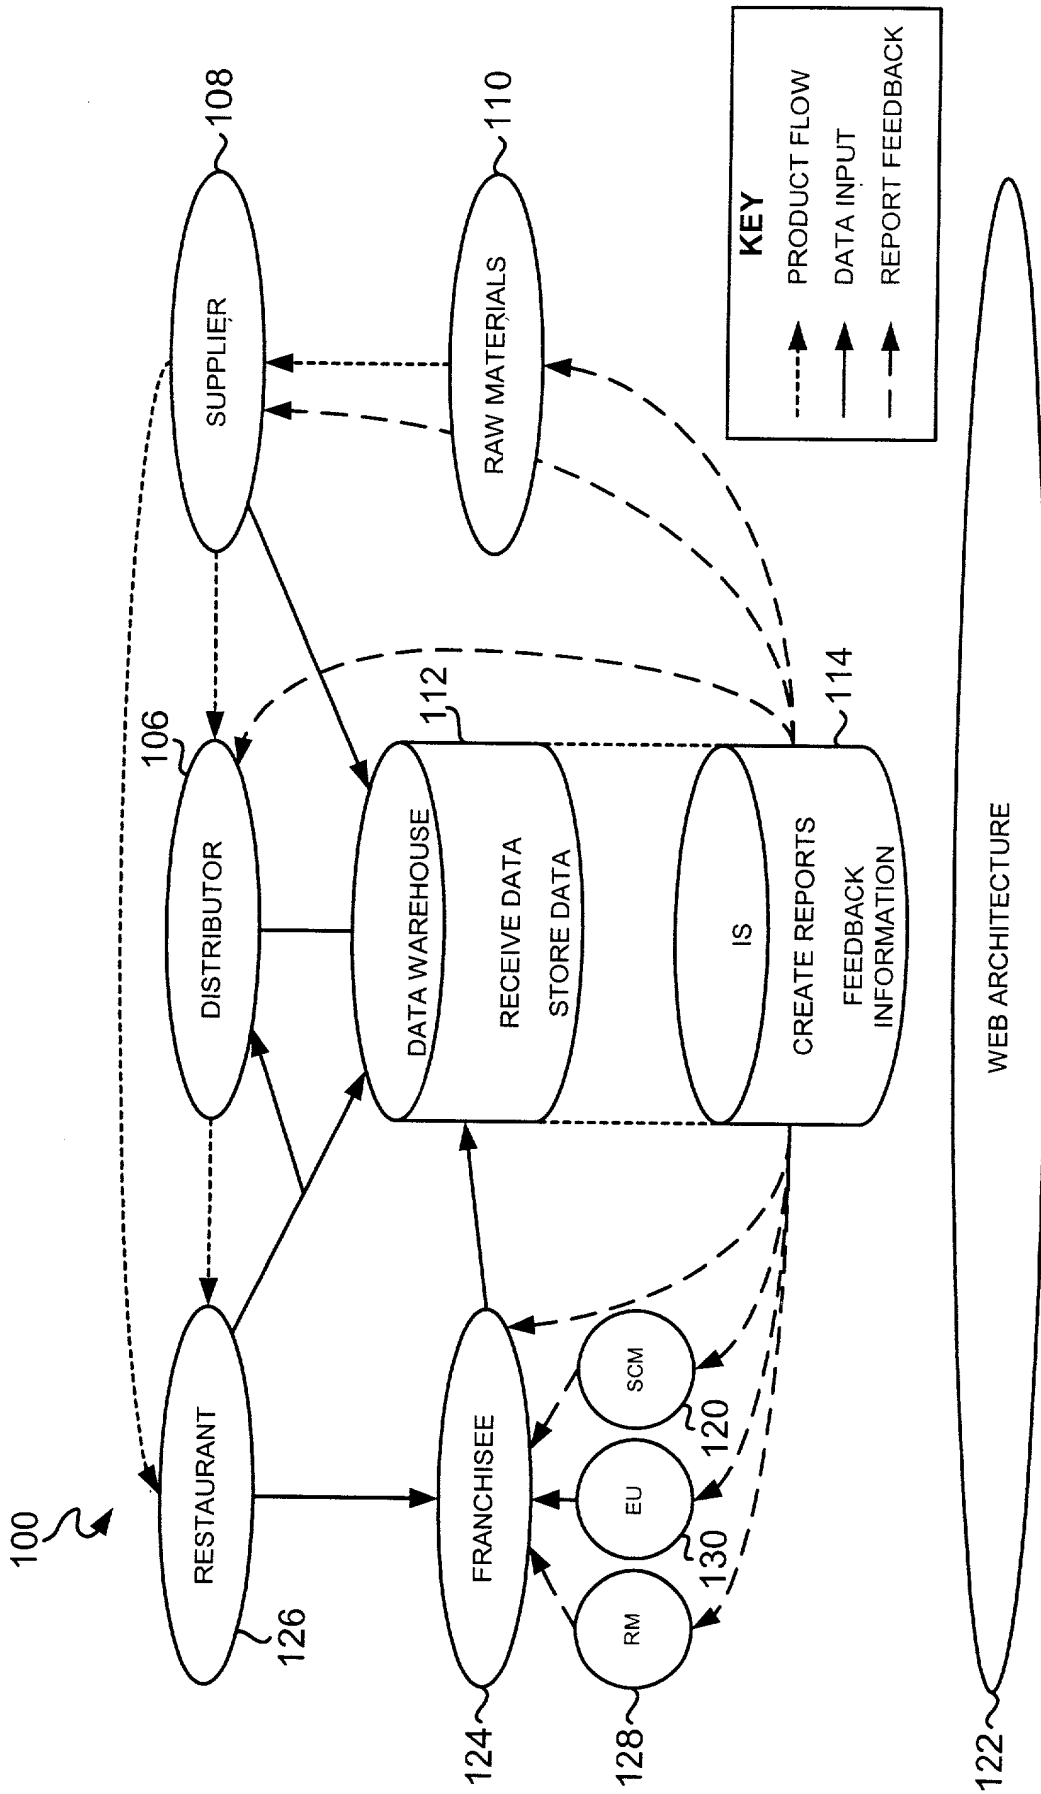 100
126
RESTAURANT
106
DISTRIBUTOR
108
SUPPLIER
124
FRANCHISEE
112
DATA WAREHOUSE
RECEIVE DATA
STORE DATA
110
RAW MATERIALS
128
RM
130
EU
120
SCM
114
IS
CREATE REPORTS
FEEDBACK
INFORMATION
KEY
PRODUCT FLOW
DATA INPUT
REPORT FEEDBACK
122
WEB ARCHITECTURE